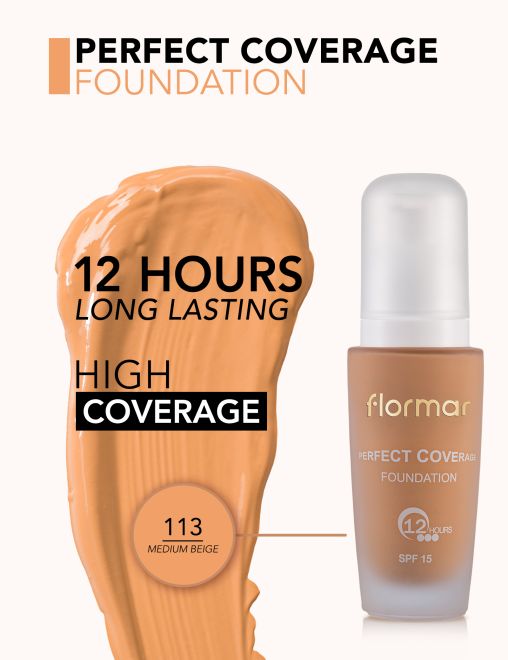 PERFECT COVERAGE
FOUNDATION
12 HOURS
LONG LASTING
HIGH
COVERAGE
113
MEDIUM BEIGE
flormar
PERFECT COVERAGE
FOUNDATION
12 HOURS
SPF 15